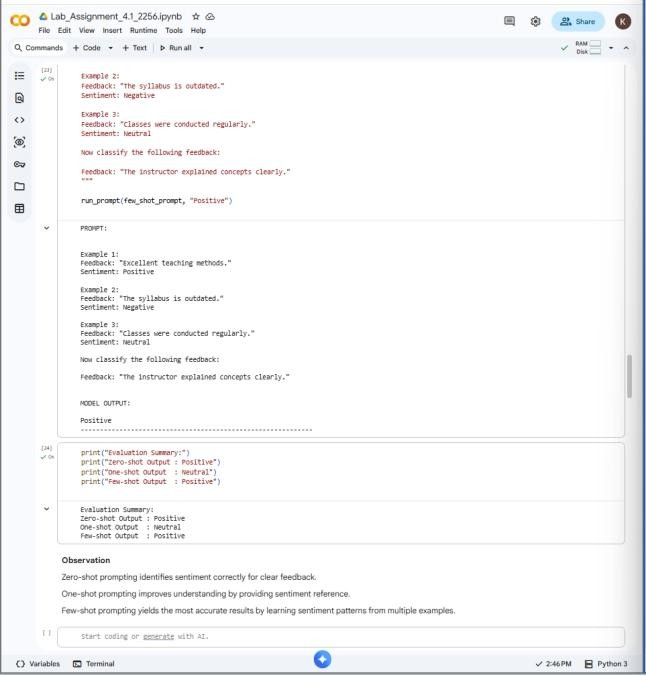 Lab_Assignment_4.1_2256.ipynb
File Edit View Insert Runtime Tools Help
Share
K
Commands + Code + Text Run all
RAM
Disk
[23]
0s
Example 2:
Feedback: "The syllabus is outdated."
Sentiment: Negative
Example 3:
Feedback: "Classes were conducted regularly."
Sentiment: Neutral
Now classify the following feedback:
Feedback: "The instructor explained concepts clearly."
"""
run_prompt(few_shot_prompt, "Positive")
PROMPT:
Example 1:
Feedback: "Excellent teaching methods."
Sentiment: Positive
Example 2:
Feedback: "The syllabus is outdated."
Sentiment: Negative
Example 3:
Feedback: "Classes were conducted regularly."
Sentiment: Neutral
Now classify the following feedback:
Feedback: "The instructor explained concepts clearly."
MODEL OUTPUT:
Positive
------------------------------------------------------------
[24]
0s
print("Evaluation Summary:")
print("Zero-shot Output : Positive")
print("One-shot Output  : Neutral")
print("Few-shot Output  : Positive")
Evaluation Summary:
Zero-shot Output : Positive
One-shot Output  : Neutral
Few-shot Output  : Positive
Observation
Zero-shot prompting identifies sentiment correctly for clear feedback.
One-shot prompting improves understanding by providing sentiment reference.
Few-shot prompting yields the most accurate results by learning sentiment patterns from multiple examples.
[ ]
Start coding or generate with AI.
Variables Terminal
2:46 PM Python 3